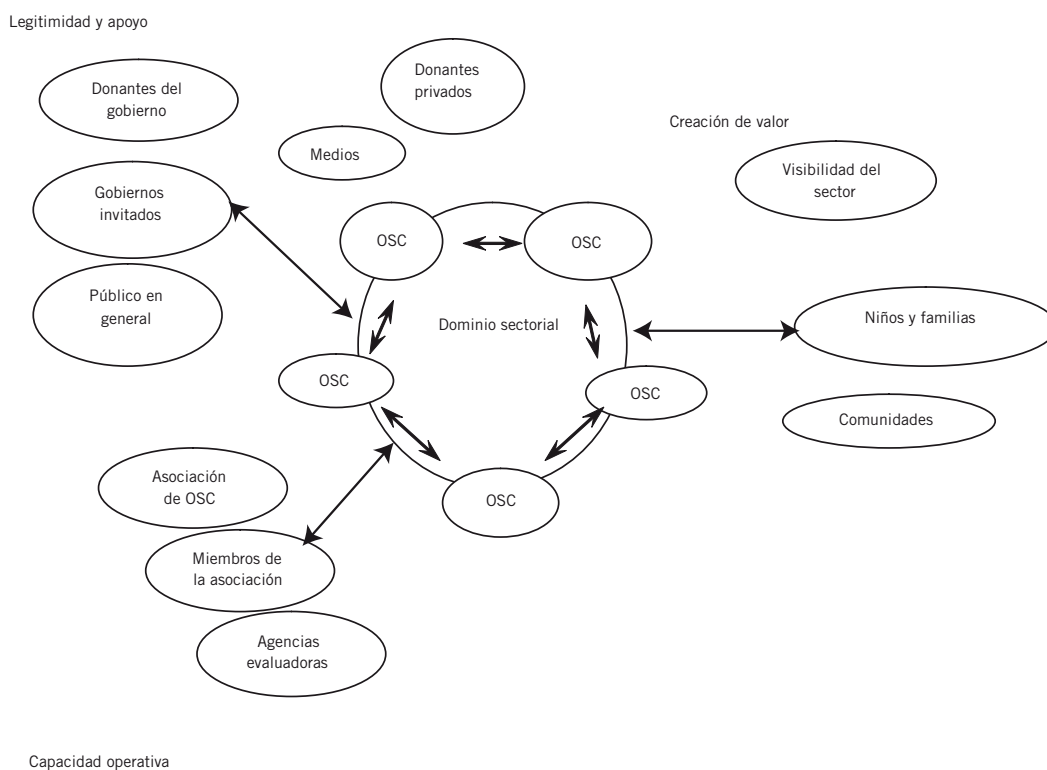 Legitimidad y apoyo
Donantes del
gobierno
Donantes
privados
Medios
Creación de valor
Visibilidad del
sector
Gobiernos
invitados
Público en
general
OSC
OSC
Dominio sectorial
Niños y familias
OSC
OSC
Comunidades
OSC
Asociación
de OSC
Miembros de
la asociación
Agencias
evaluadoras
Capacidad operativa